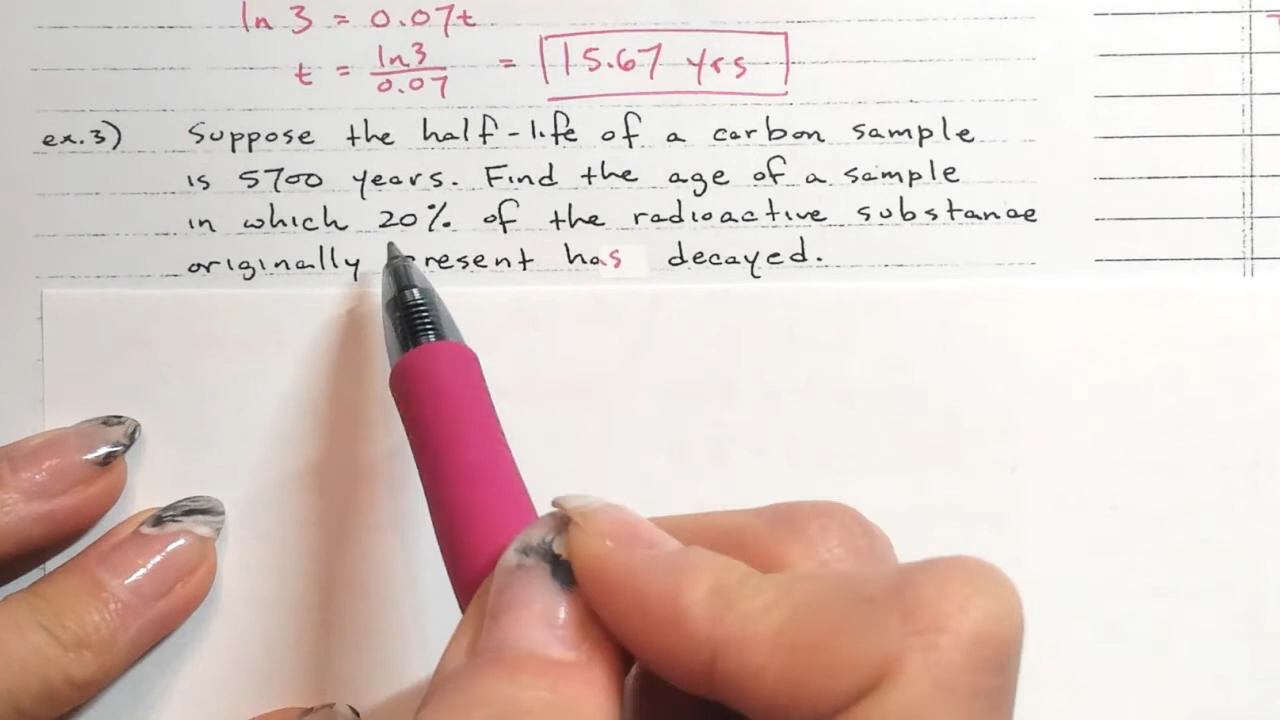 ln 3 = 0.07t
t = ln3/0.07 = 15.67 yrs
ex.3) Suppose the half-life of a carbon sample
is 5700 years. Find the age of a sample
in which 20% of the radioactive substance
originally present has decayed.